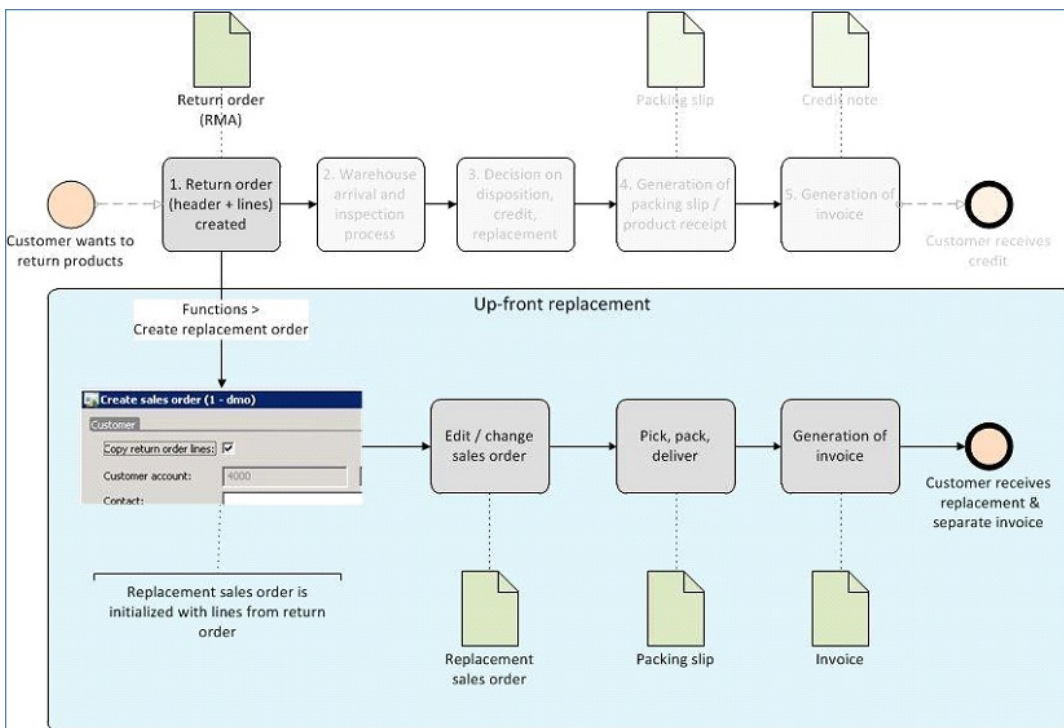 Return order
(RMA)
Packing slip
Credit note
Customer wants to
return products
1. Return order
(header + lines)
created
2. Warehouse
arrival and
inspection
process
3. Decision on
disposition,
credit,
replacement
4. Generation of
packing slip /
product receipt
5. Generation of
invoice
Customer receives
credit
Up-front replacement
Functions >
Create replacement order
Create sales order (1 - dmo)
Customer
Copy return order lines:
Customer account:
4000
Contact:
Edit / change
sales order
Pick, pack,
deliver
Generation of
invoice
Customer receives
replacement &
separate invoice
Replacement sales order is
initialized with lines from return
order
Replacement
sales order
Packing slip
Invoice